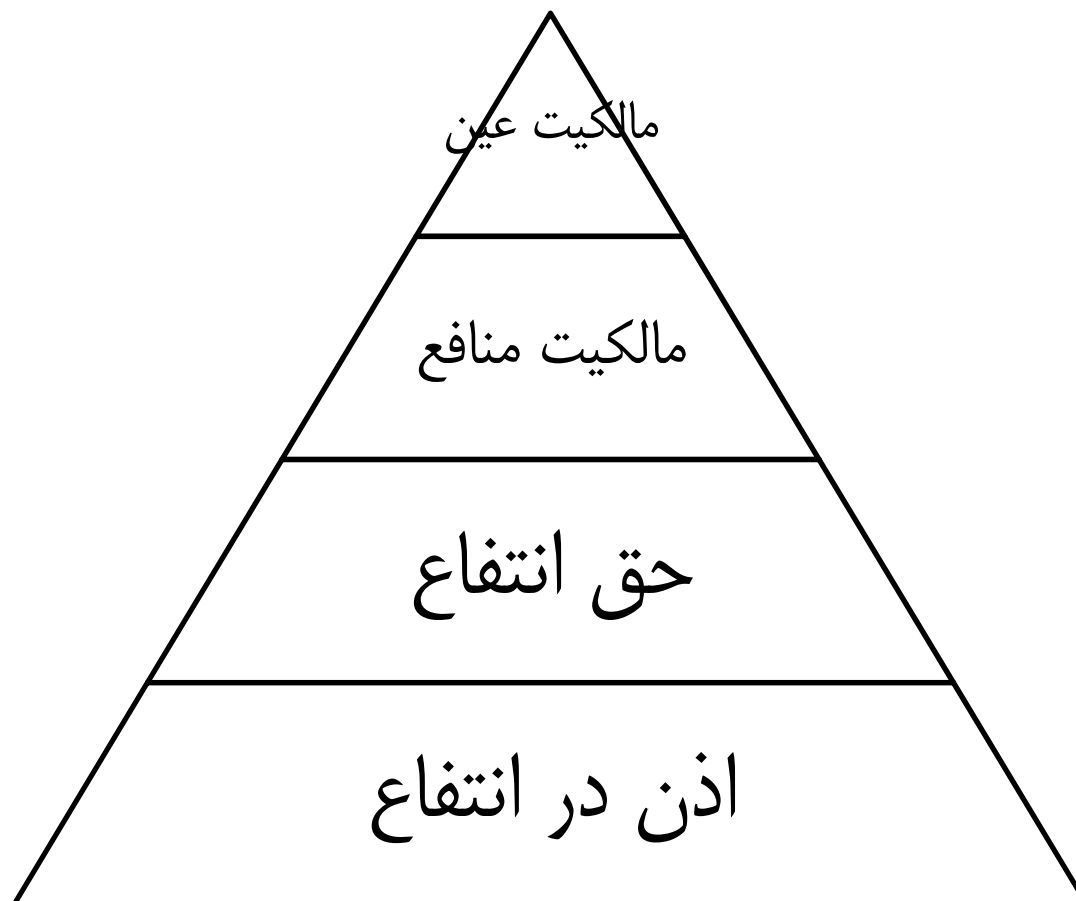 مالکیت عین
مالکیت منافع
حق انتفاع
اذن در انتفاع